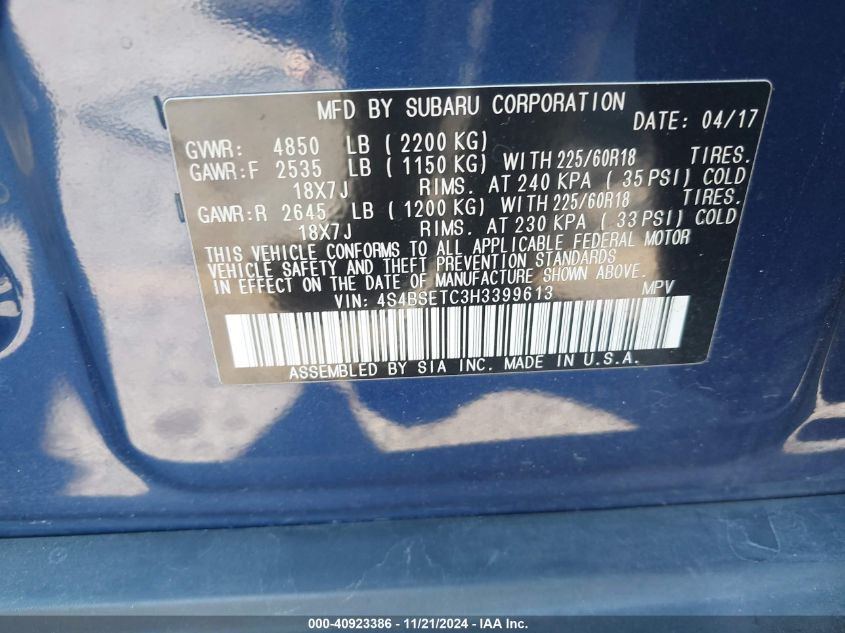 MFD BY SUBARU CORPORATION
DATE: 04/17
GVWR: 4850 LB ( 2200 KG)
GAWR:F 2535 LB ( 1150 KG) WITH 225/60R18 TIRES.
18X7J RIMS. AT 240 KPA ( 35 PSI) COLD
GAWR:R 2645 LB ( 1200 KG) WITH 225/60R18 TIRES.
18X7J RIMS. AT 230 KPA ( 33 PSI) COLD
THIS VEHICLE CONFORMS TO ALL APPLICABLE FEDERAL MOTOR
VEHICLE SAFETY AND THEFT PREVENTION STANDARDS
IN EFFECT ON THE DATE OF MANUFACTURE SHOWN ABOVE.
VIN: 4S4BSETC3H3399613 MPV
ASSEMBLED BY SIA INC. MADE IN U.S.A.
000-40923386 - 11/21/2024 - IAA Inc.